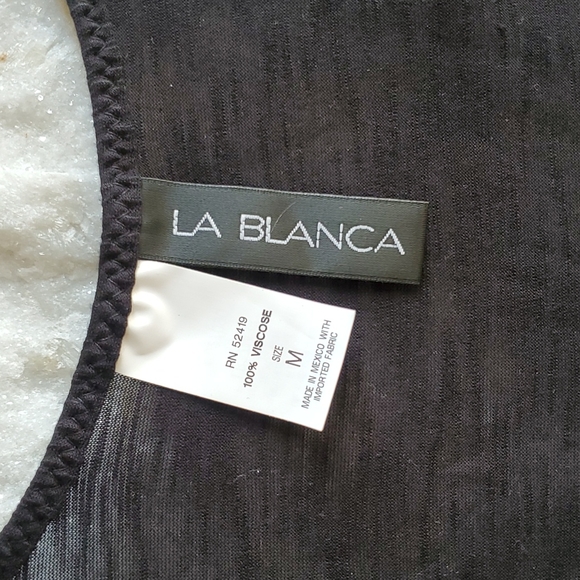 LA BLANCA
RN 52419
100% VISCOSE
SIZE
M
MADE IN MEXICO WITH
IMPORTED FABRIC